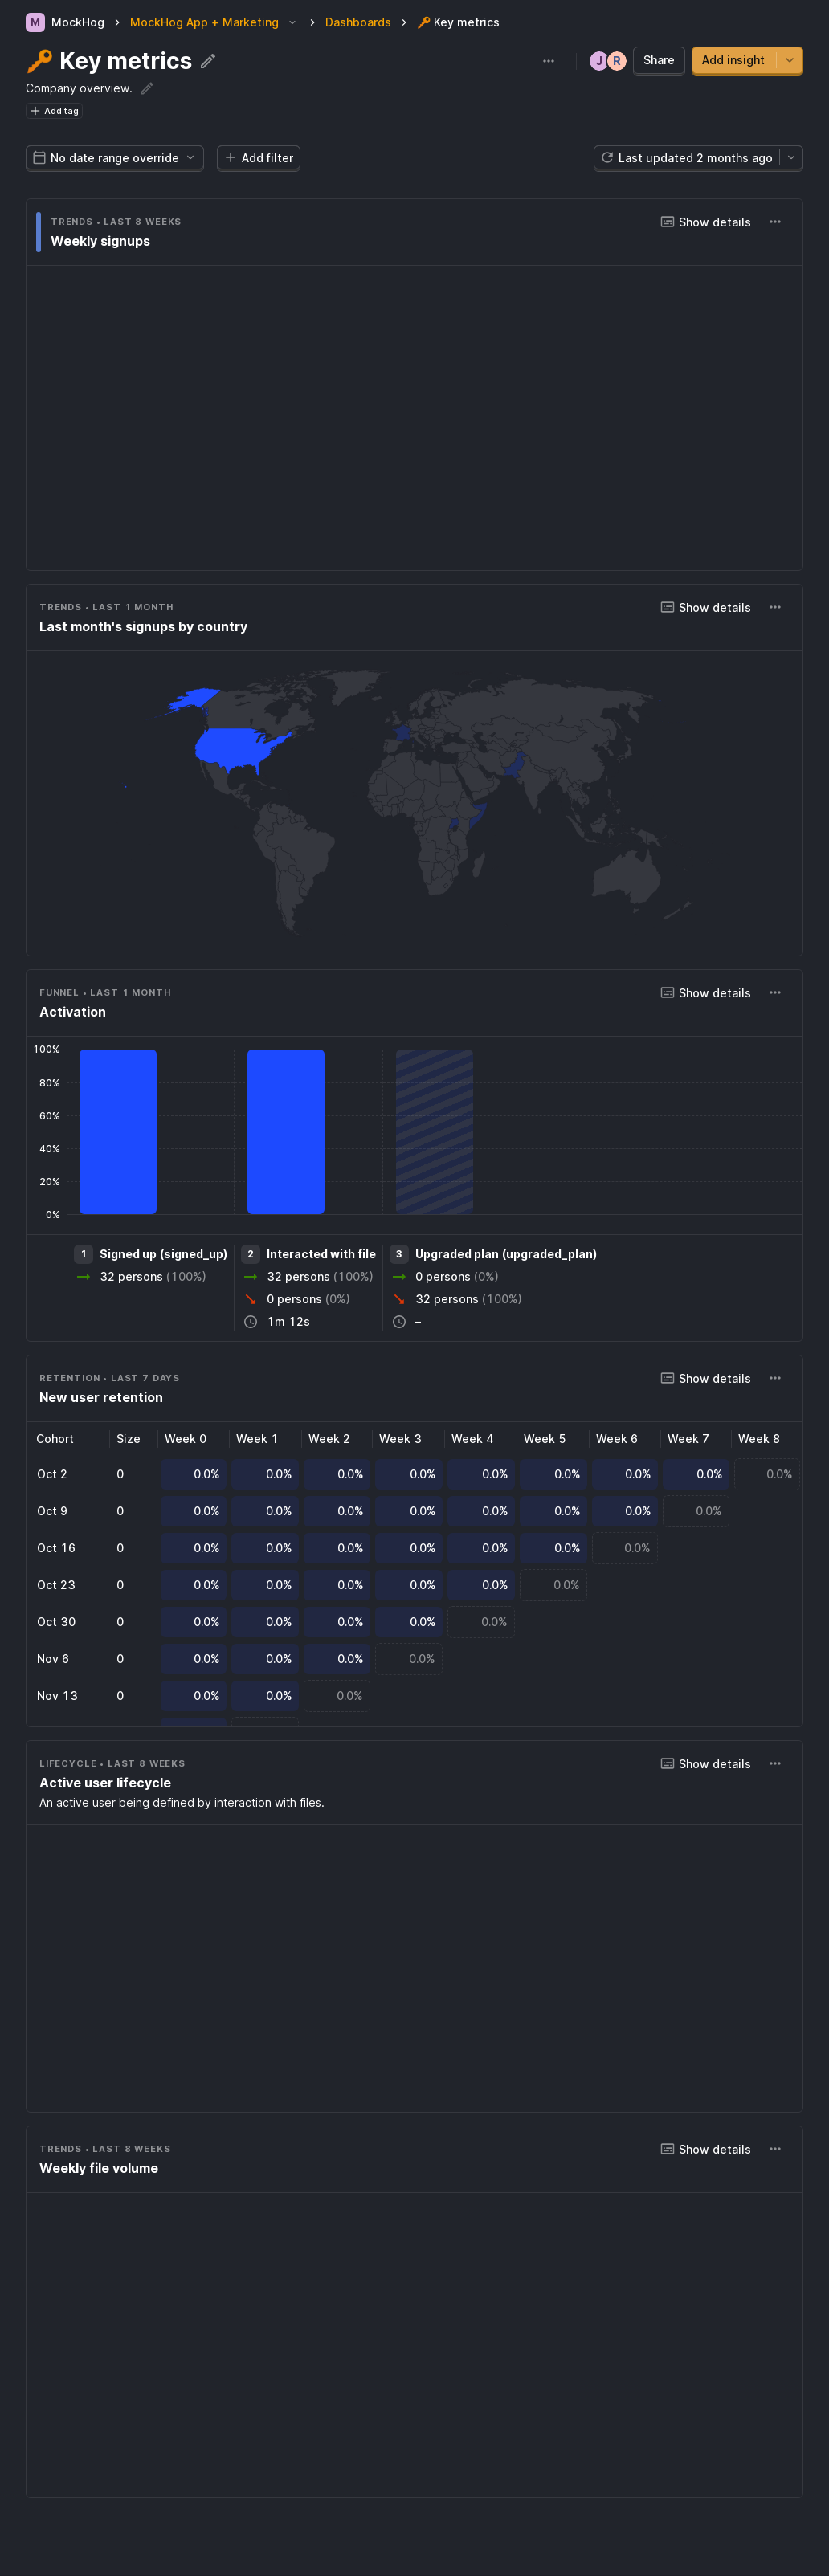 M MockHog > MockHog App + Marketing > Dashboards > 🔑 Key metrics
🔑 Key metrics
J R Share Add insight
Company overview.
Add tag
No date range override Add filter Last updated 2 months ago
TRENDS • LAST 8 WEEKS Show details
Weekly signups
TRENDS • LAST 1 MONTH Show details
Last month's signups by country
FUNNEL • LAST 1 MONTH Show details
Activation
100%
80%
60%
40%
20%
0%
1 Signed up (signed_up) 2 Interacted with file 3 Upgraded plan (upgraded_plan)
32 persons (100%) 32 persons (100%) 0 persons (0%)
0 persons (0%) 32 persons (100%)
1m 12s –
RETENTION • LAST 7 DAYS Show details
New user retention
Cohort Size Week 0 Week 1 Week 2 Week 3 Week 4 Week 5 Week 6 Week 7 Week 8
Oct 2 0 0.0% 0.0% 0.0% 0.0% 0.0% 0.0% 0.0% 0.0% 0.0%
Oct 9 0 0.0% 0.0% 0.0% 0.0% 0.0% 0.0% 0.0% 0.0%
Oct 16 0 0.0% 0.0% 0.0% 0.0% 0.0% 0.0% 0.0%
Oct 23 0 0.0% 0.0% 0.0% 0.0% 0.0% 0.0%
Oct 30 0 0.0% 0.0% 0.0% 0.0% 0.0%
Nov 6 0 0.0% 0.0% 0.0% 0.0%
Nov 13 0 0.0% 0.0% 0.0%
LIFECYCLE • LAST 8 WEEKS Show details
Active user lifecycle
An active user being defined by interaction with files.
TRENDS • LAST 8 WEEKS Show details
Weekly file volume